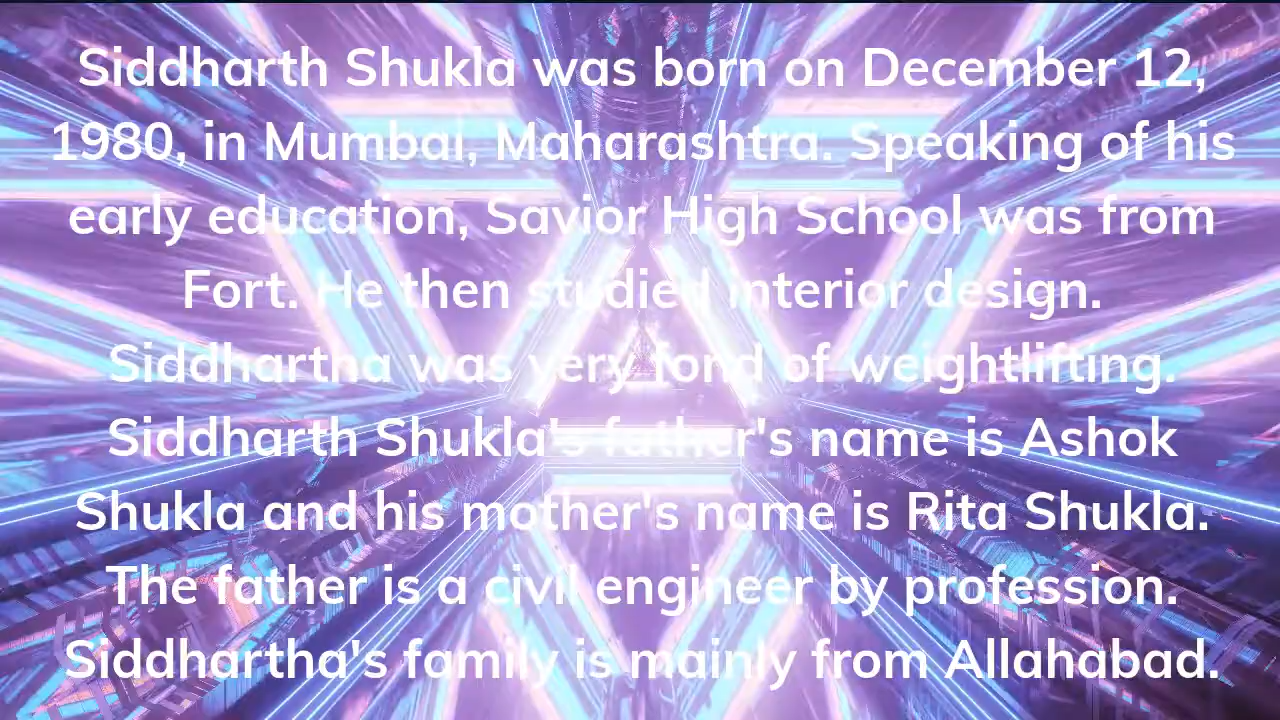 Siddharth Shukla was born on December 12,
1980, in Mumbai, Maharashtra. Speaking of his
early education, Savior High School was from
Fort. He then studied interior design.
Siddhartha was very fond of weightlifting.
Siddharth Shukla's father's name is Ashok
Shukla and his mother's name is Rita Shukla.
The father is a civil engineer by profession.
Siddhartha's family is mainly from Allahabad.